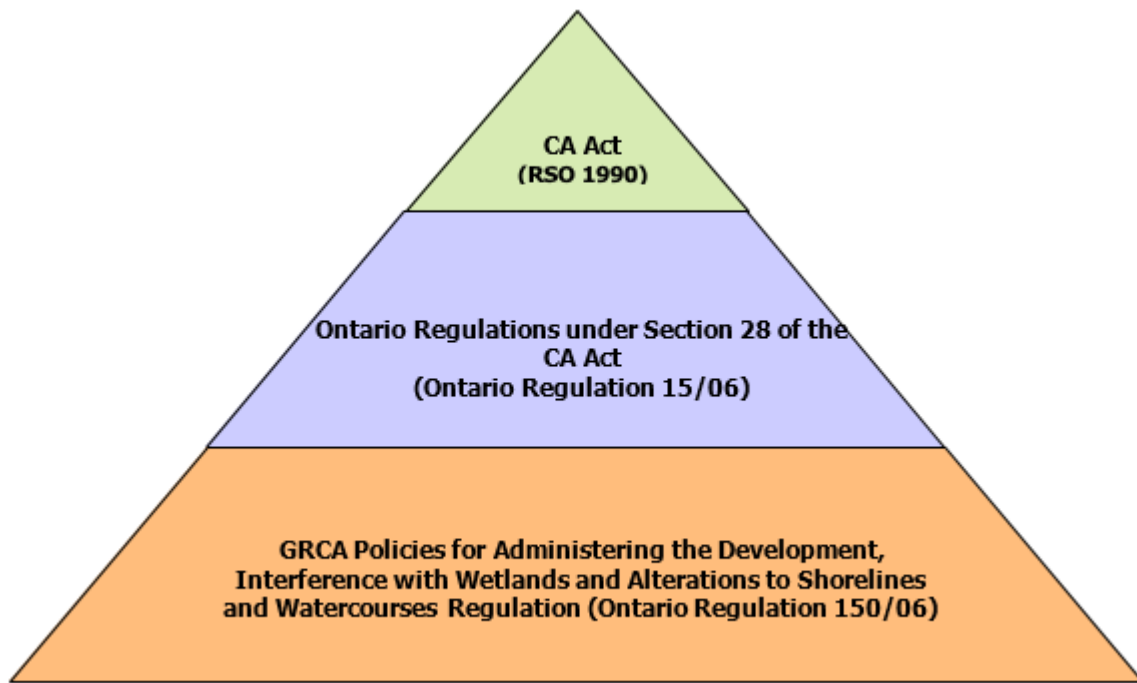 CA Act
(RSO 1990)
Ontario Regulations under Section 28 of the
CA Act
(Ontario Regulation 15/06)
GRCA Policies for Administering the Development,
Interference with Wetlands and Alterations to Shorelines
and Watercourses Regulation (Ontario Regulation 150/06)